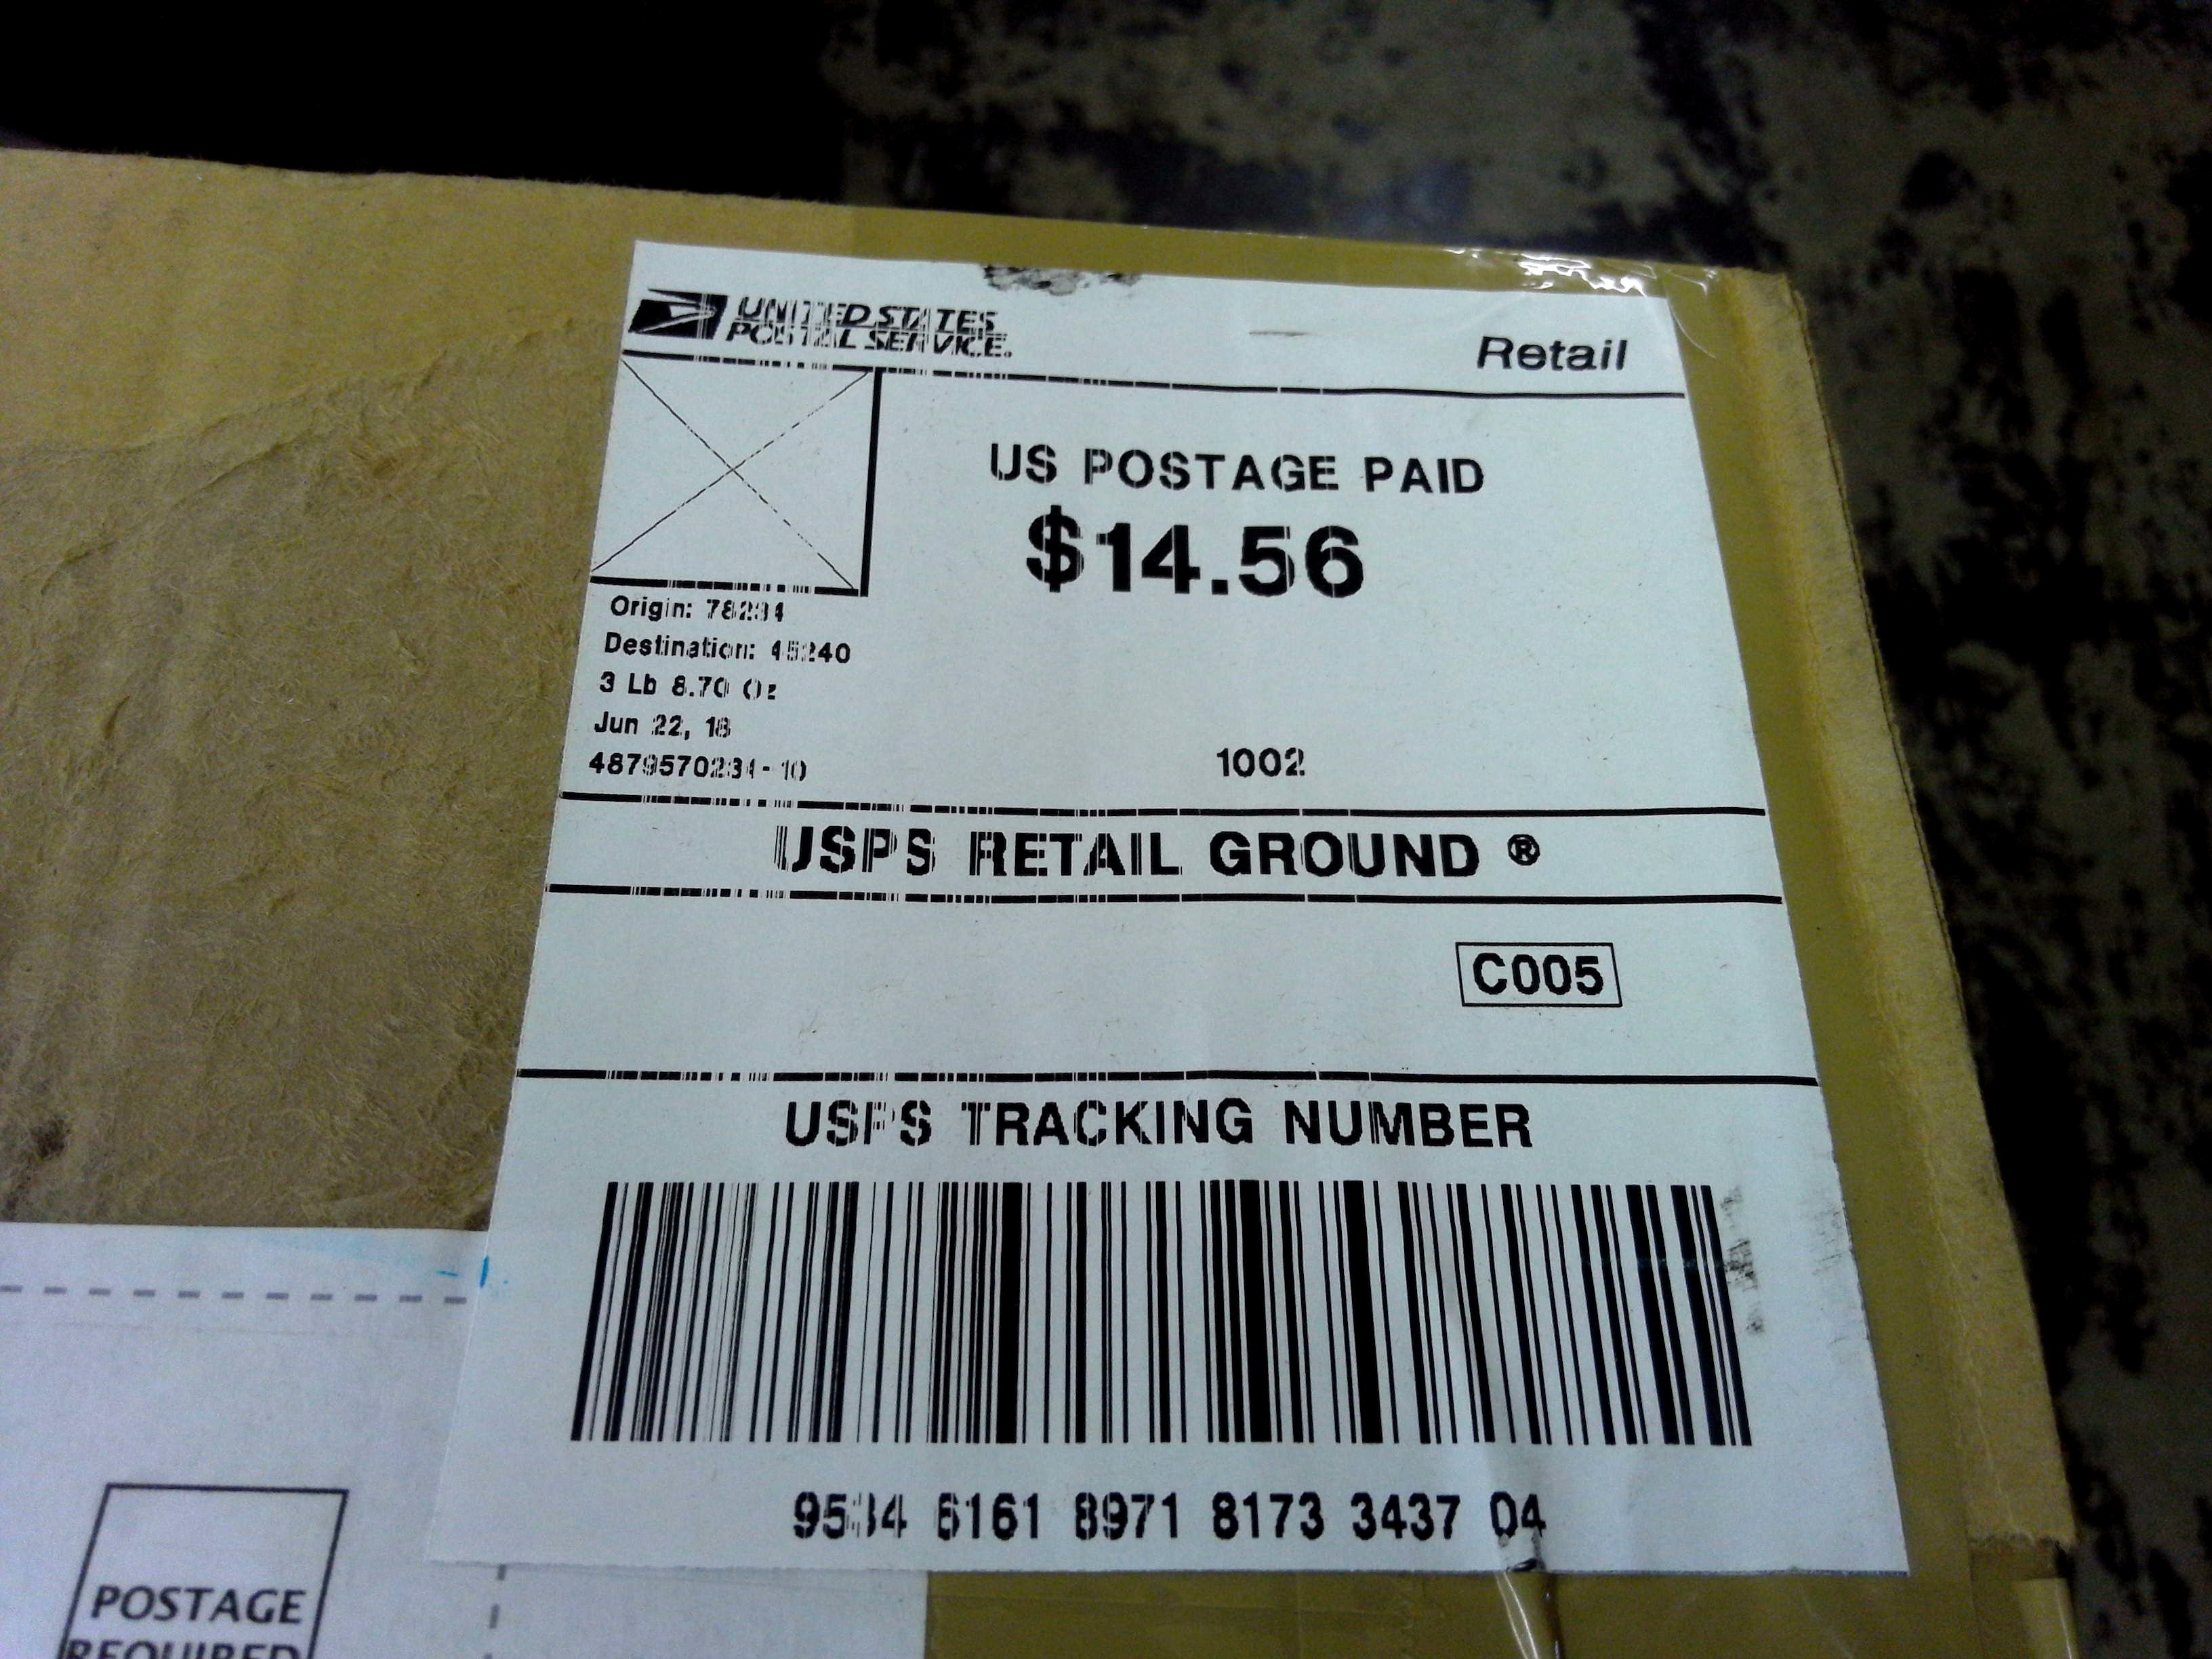 UNITED STATES
POSTAL SERVICE.
Retail
US POSTAGE PAID
$14.56
Origin: 78234
Destination: 45240
3 Lb 8.70 Oz
Jun 22, 18
4879570234-10
1002
USPS RETAIL GROUND ®
C005
USPS TRACKING NUMBER
9534 6161 8971 8173 3437 04
POSTAGE
REQUIRED